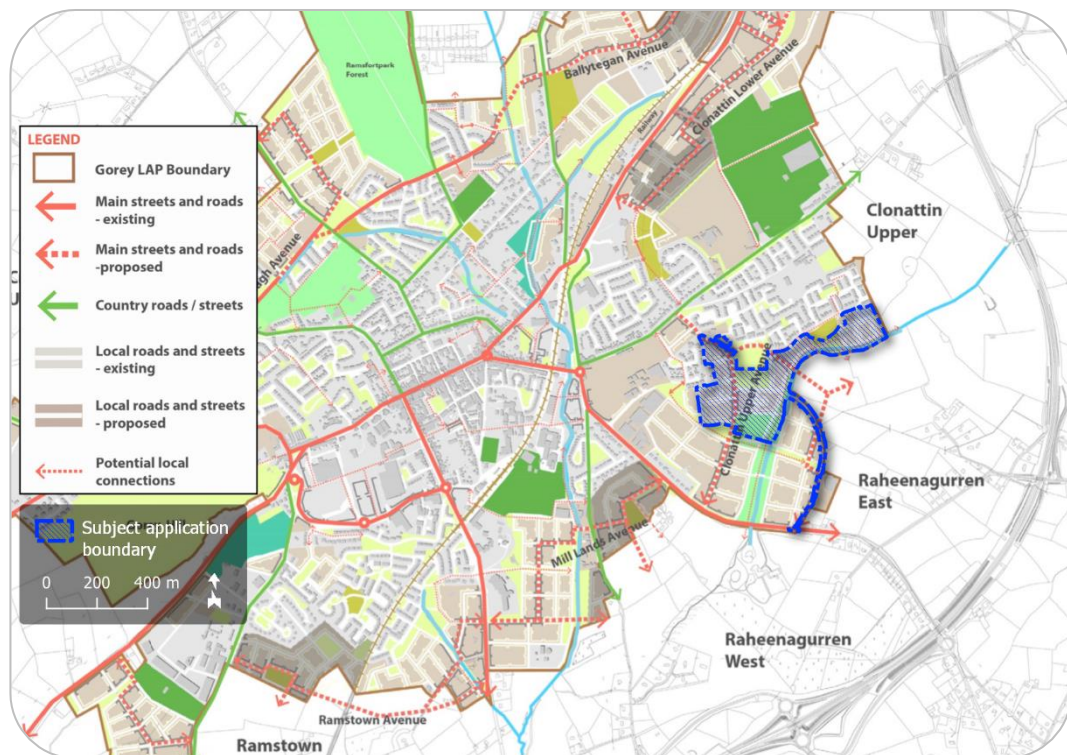 Ramsfortpark
Forest
Ballytegan Avenue
Clonattin Lower Avenue
Railway
LEGEND
Gorey LAP Boundary
Main streets and roads
- existing
Main streets and roads
-proposed
Country roads / streets
Local roads and streets
- existing
Local roads and streets
- proposed
Potential local
connections
Subject application
boundary
0 200 400 m
Clonattin
Upper
Clonattin Upper Avenue
Raheenagurren
East
Mill Lands Avenue
Raheenagurren
West
Ramstown Avenue
Ramstown